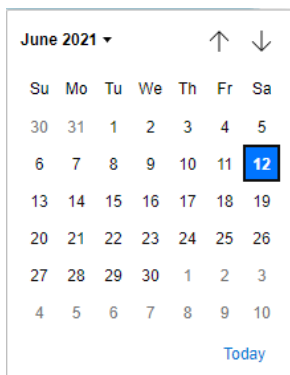 June 2021
Su Mo Tu We Th Fr Sa
30 31 1 2 3 4 5
6 7 8 9 10 11 12
13 14 15 16 17 18 19
20 21 22 23 24 25 26
27 28 29 30 1 2 3
4 5 6 7 8 9 10
Today